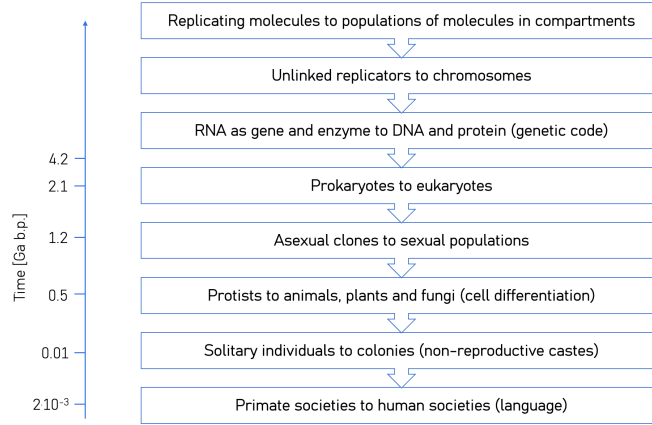 Replicating molecules to populations of molecules in compartments
Unlinked replicators to chromosomes
RNA as gene and enzyme to DNA and protein (genetic code)
Prokaryotes to eukaryotes
Asexual clones to sexual populations
Protists to animals, plants and fungi (cell differentiation)
Solitary individuals to colonies (non-reproductive castes)
Primate societies to human societies (language)
Time [Ga b.p.]
4.2
2.1
1.2
0.5
0.01
2 10⁻³